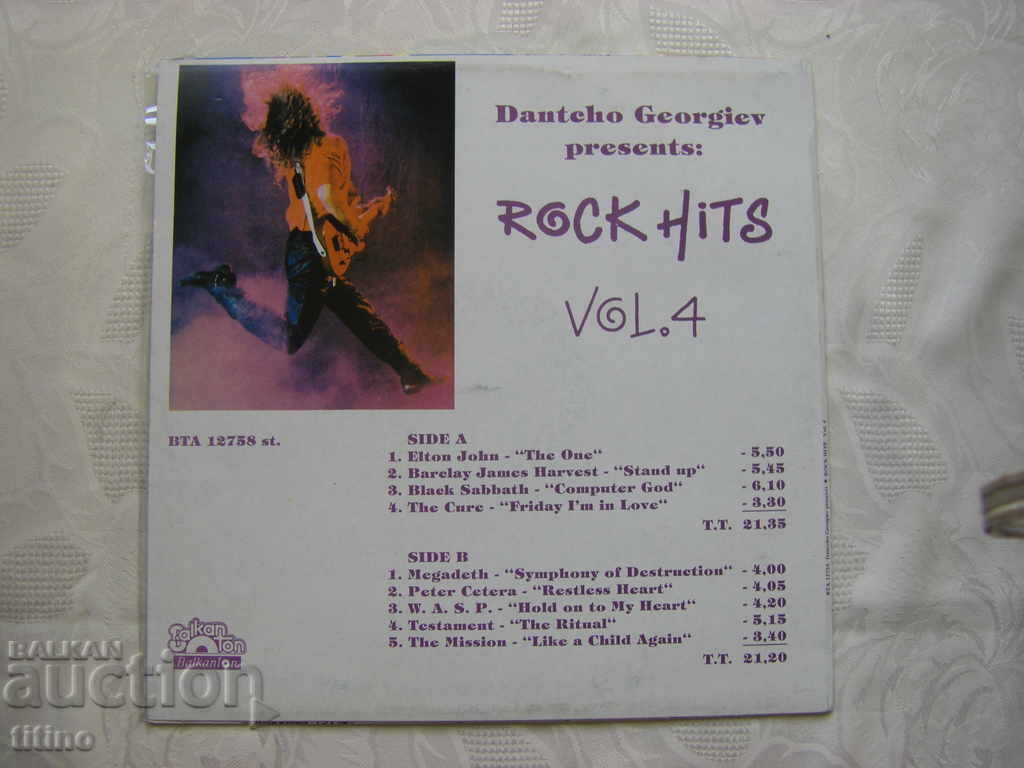 Dantcho Georgiev
presents:
ROCK HiTS
VOL.4
BTA 12758 st.
SIDE A
1. Elton John - “The One“ - 5,50
2. Barclay James Harvest - “Stand up“ - 5,45
3. Black Sabbath - “Computer God“ - 6,10
4. The Cure - “Friday I'm in Love“ - 3,30
T.T. 21,35
SIDE B
1. Megadeth - “Symphony of Destruction“ - 4,00
2. Peter Cetera - “Restless Heart“ - 4,05
3. W. A. S. P. - “Hold on to My Heart“ - 4,20
4. Testament - “The Ritual“ - 5,15
5. The Mission - “Like a Child Again“ - 3,40
T.T. 21,20
Balkan
Ton
BalkanTon
BALKAN
auction
titino